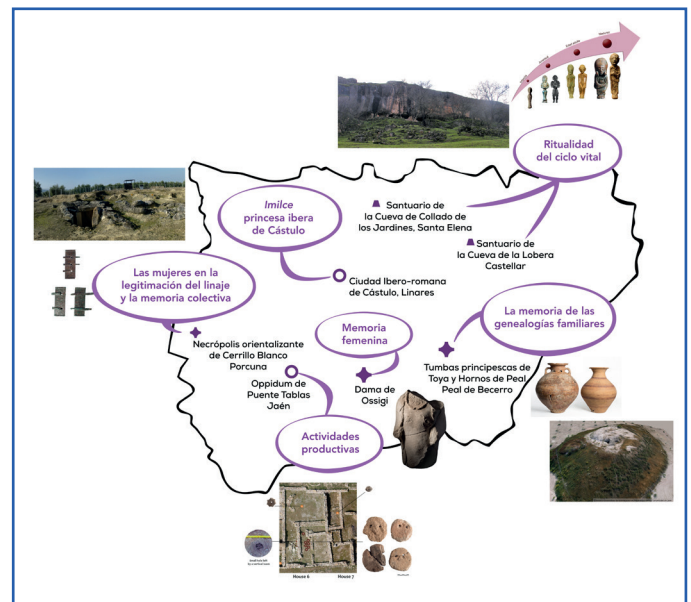 Ritualidad
del ciclo vital
Imilce
princesa ibera
de Cástulo
Santuario de
la Cueva de Collado de
los Jardines, Santa Elena
Santuario de
la Cueva de la Lobera
Castellar
Las mujeres en la
legitimación del linaje
y la memoria colectiva
Ciudad Ibero-romana
de Cástulo, Linares
La memoria de las
genealogías familiares
Memoria
femenina
Necrópolis orientalizante
de Cerrillo Blanco
Porcuna
Tumbas principescas de
Toya y Hornos de Peal
Peal de Becerro
Oppidum de
Puente Tablas
Jaén
Dama de
Ossigi
Actividades
productivas
House 6
House 7